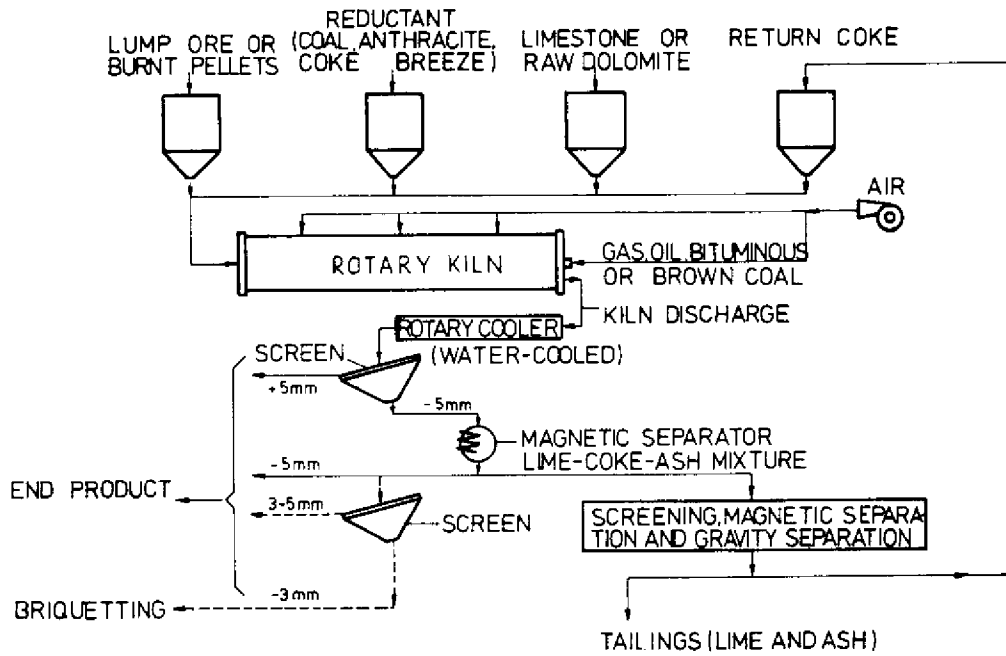 LUMP ORE OR
BURNT PELLETS
REDUCTANT
(COAL, ANTHRACITE,
COKE BREEZE)
LIMESTONE OR
RAW DOLOMITE
RETURN COKE
AIR
ROTARY KILN
GAS, OIL, BITUMINOUS
OR BROWN COAL
KILN DISCHARGE
ROTARY COOLER
(WATER-COOLED)
SCREEN
+5mm
-5mm
MAGNETIC SEPARATOR
LIME-COKE-ASH MIXTURE
-5mm
END PRODUCT
3-5mm
SCREEN
SCREENING, MAGNETIC SEPARA-
TION AND GRAVITY SEPARATION
-3mm
BRIQUETTING
TAILINGS (LIME AND ASH)